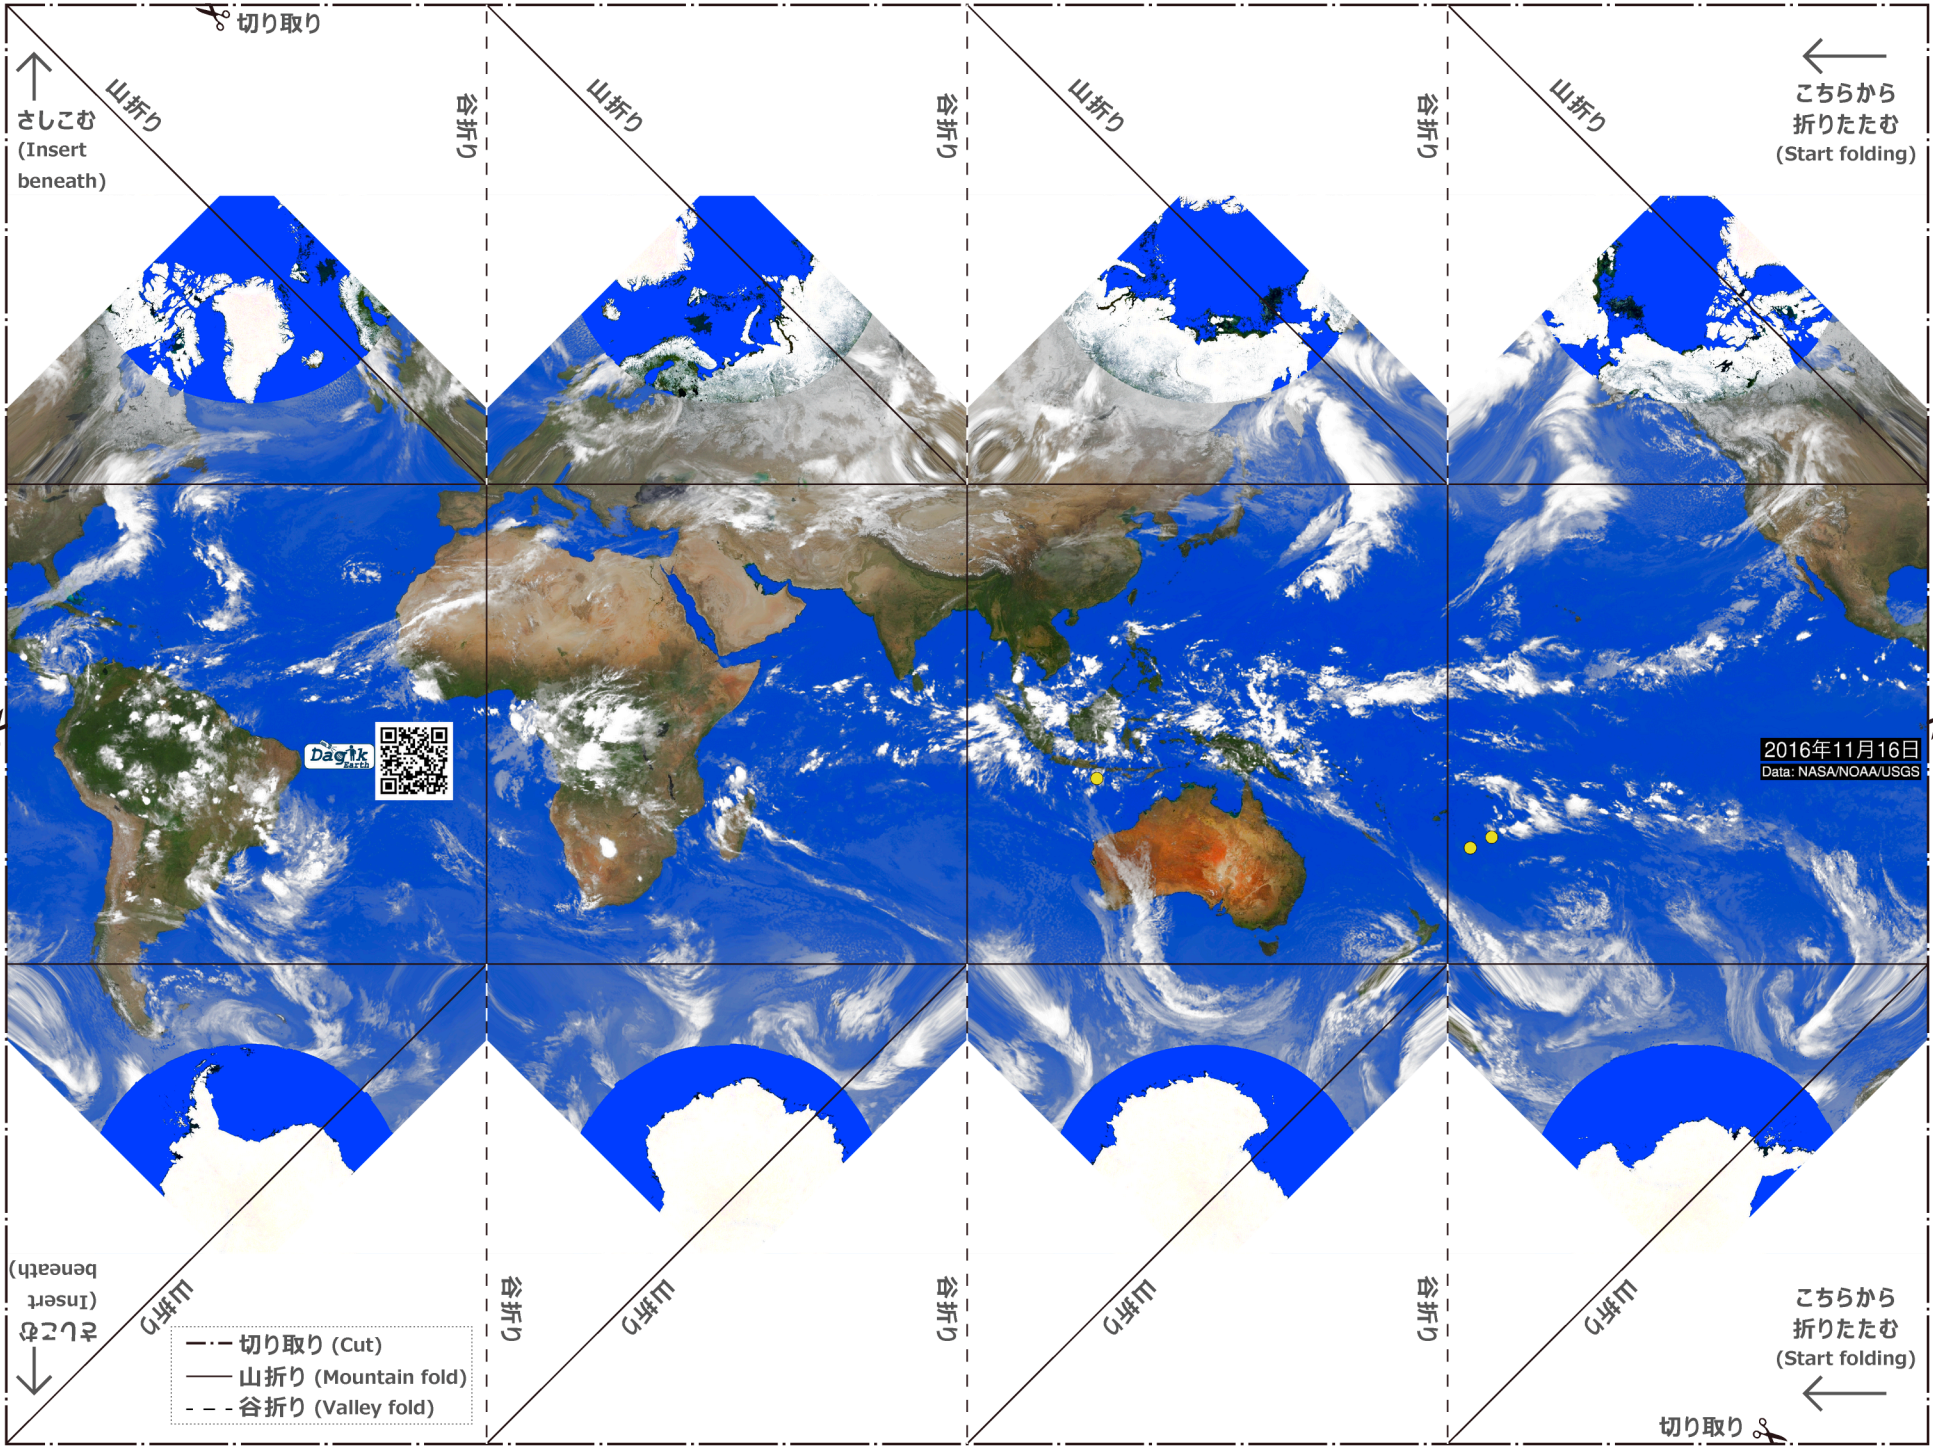 切り取り
山折り
谷折り
山折り
谷折り
山折り
谷折り
山折り
さしこむ
(Insert
beneath)
こちらから
折りたたむ
(Start folding)
Dagik
Earth
2016年11月16日
Data: NASA/NOAA/USGS
さしこむ
(Insert
beneath)
山折り
谷折り
山折り
谷折り
山折り
谷折り
山折り
こちらから
折りたたむ
(Start folding)
切り取り (Cut)
山折り (Mountain fold)
谷折り (Valley fold)
切り取り